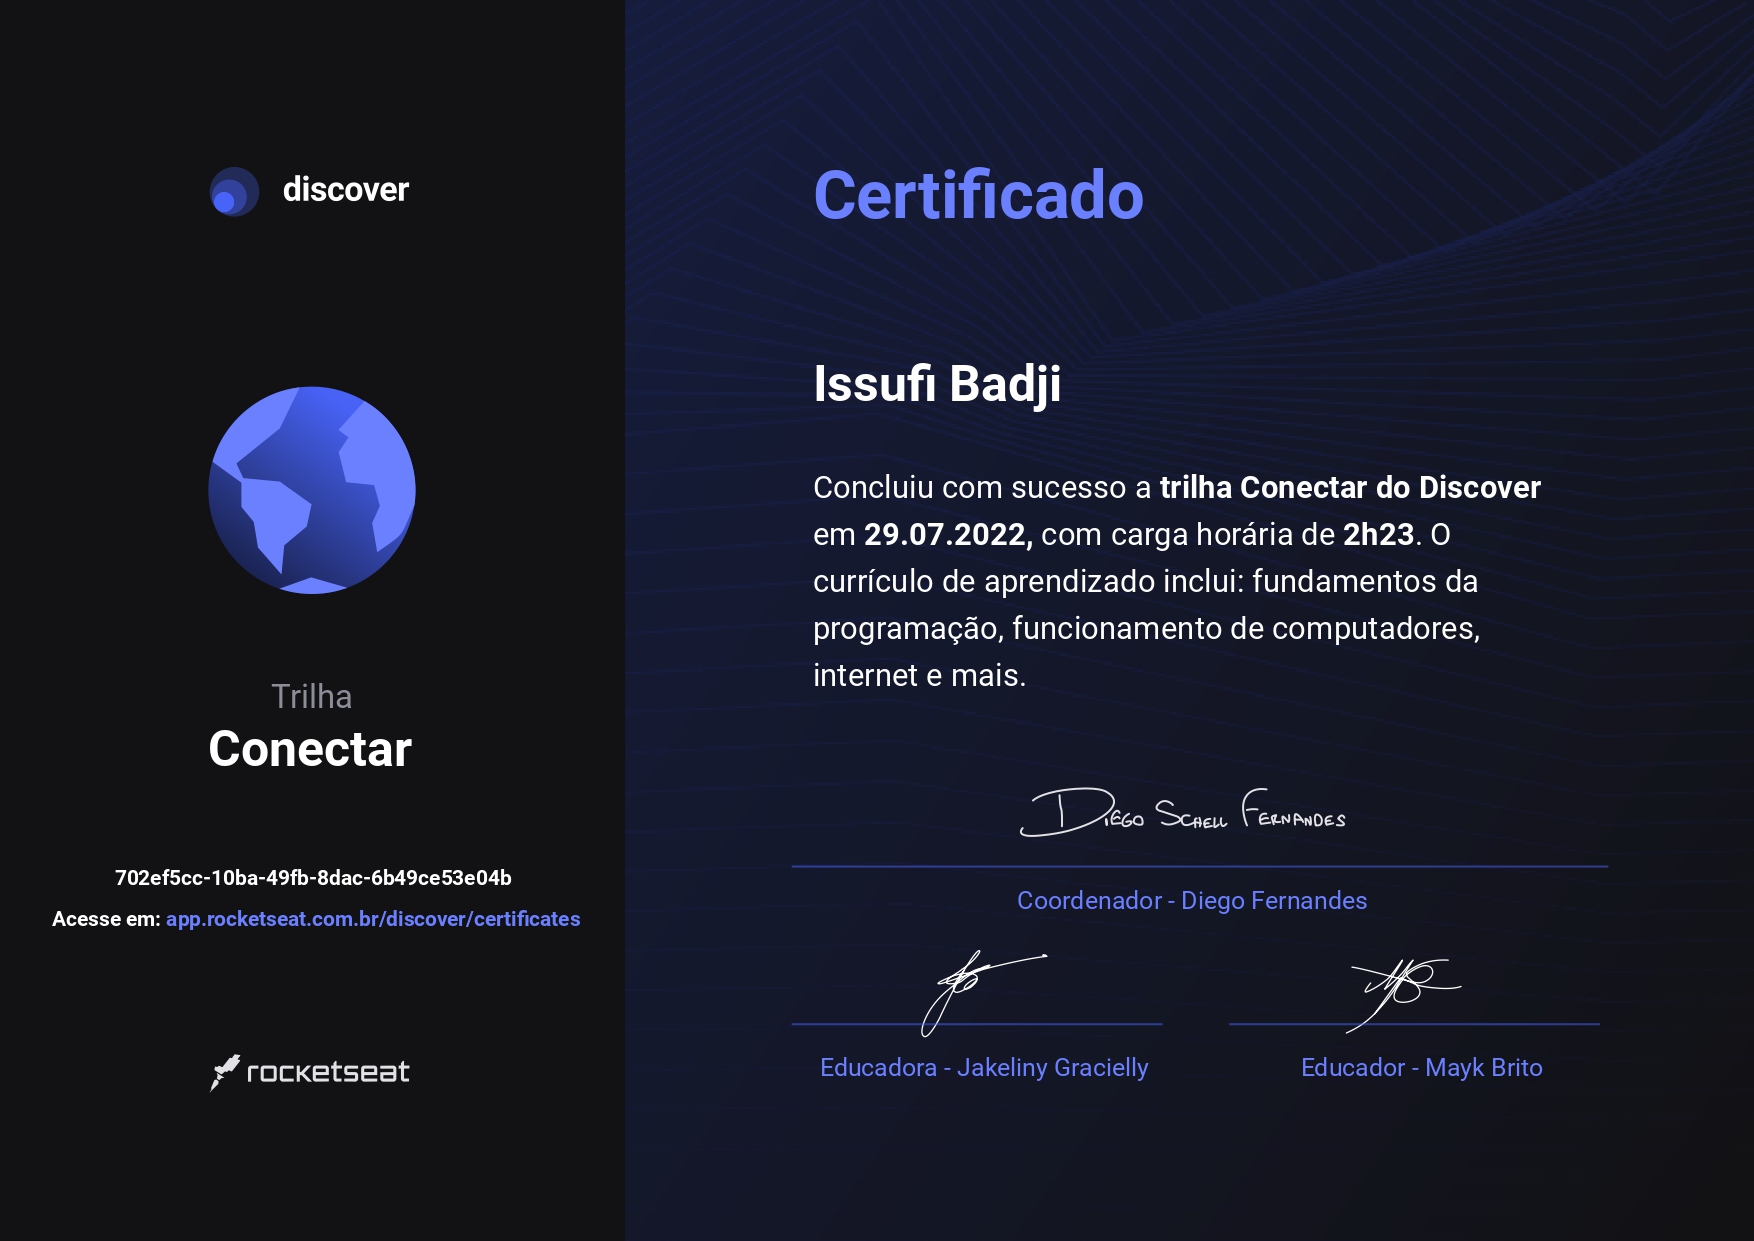 discover
Trilha
Conectar
702ef5cc-10ba-49fb-8dac-6b49ce53e04b
Acesse em: app.rocketseat.com.br/discover/certificates
rocketseat
Certificado
Issufi Badji
Concluiu com sucesso a trilha Conectar do Discover
em 29.07.2022, com carga horária de 2h23. O
currículo de aprendizado inclui: fundamentos da
programação, funcionamento de computadores,
internet e mais.
Diego Schell Fernandes
Coordenador - Diego Fernandes
Educadora - Jakeliny Gracielly
Educador - Mayk Brito